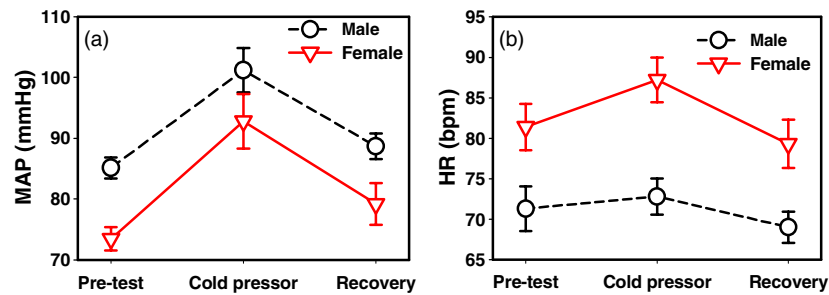 (a)
Male
Female
MAP (mmHg)
110
100
90
80
70
Pre-test Cold pressor Recovery
(b)
Male
Female
HR (bpm)
95
90
85
80
75
70
65
Pre-test Cold pressor Recovery